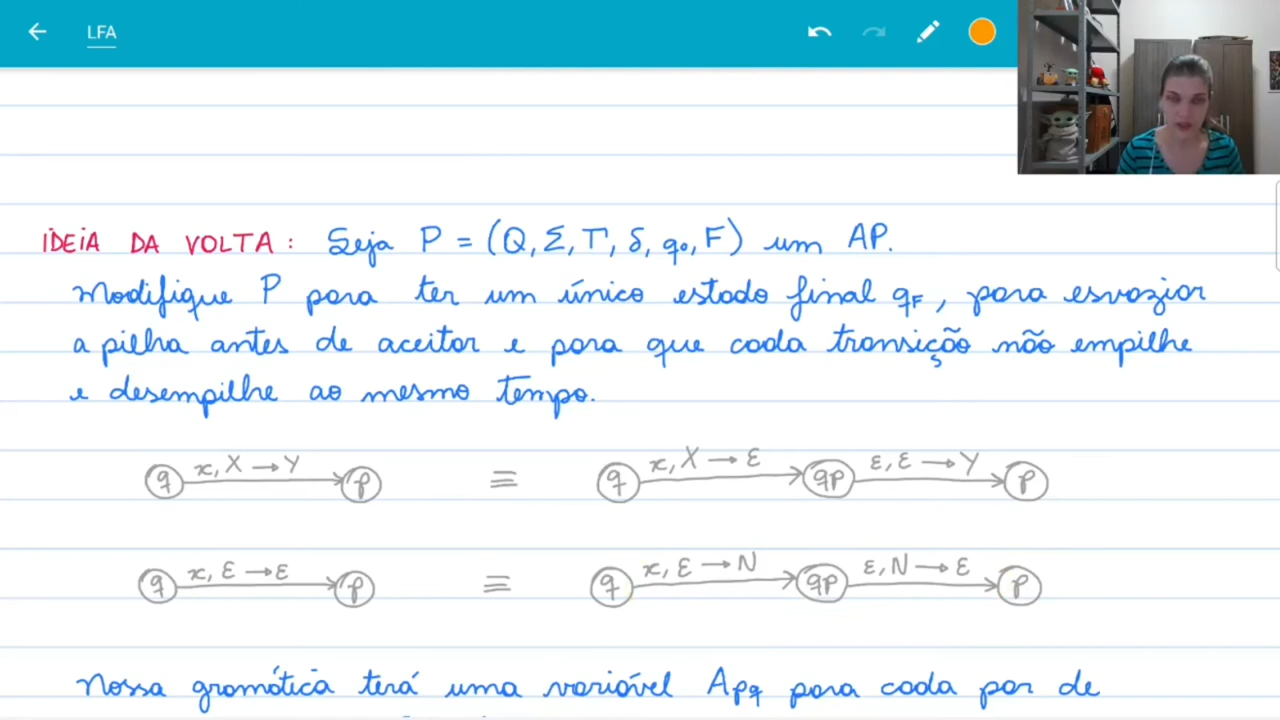 LFA
IDEIA DA VOLTA: Seja P = (Q, Σ, Γ, δ, q₀, F) um AP.
Modifique P para ter um único estado final qF, para esvaziar
a pilha antes de aceitar e para que cada transição não empilhe
e desempilhe ao mesmo tempo.
q x, X → Y p ≡ q x, X → ε qp ε, ε → Y p
q x, ε → ε p ≡ q x, ε → N qp ε, N → ε p
Nossa gramática terá uma variável Apq para cada par de